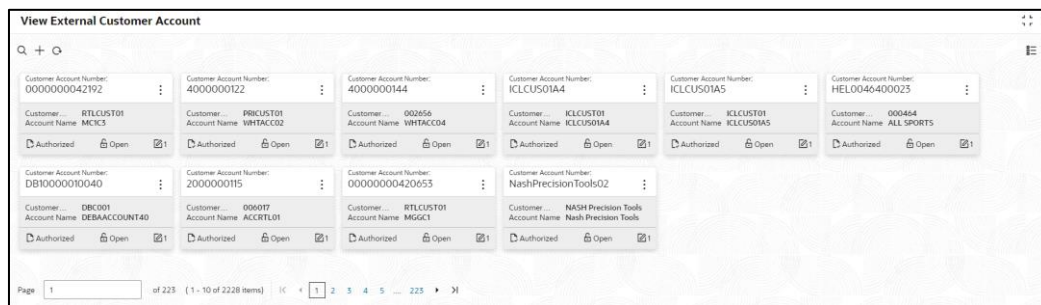 View External Customer Account
Customer Account Number:
0000000042192
Customer... RTLCUST01
Account Name MC1C3
Authorized Open 1
Customer Account Number:
4000000122
Customer... PRICUST01
Account Name WHTACC02
Authorized Open 1
Customer Account Number:
4000000144
Customer... 002656
Account Name WHTACC04
Authorized Open 1
Customer Account Number:
ICLCUS01A4
Customer... ICLCUST01
Account Name ICLCUS01A4
Authorized Open 1
Customer Account Number:
ICLCUS01A5
Customer... ICLCUST01
Account Name ICLCUS01A5
Authorized Open 1
Customer Account Number:
HEL0046400023
Customer... 000464
Account Name ALL SPORTS
Authorized Open 1
Customer Account Number:
DB10000010040
Customer... DBC001
Account Name DEBAACCOUNT40
Authorized Open 1
Customer Account Number:
2000000115
Customer... 006017
Account Name ACCRTL01
Authorized Open 1
Customer Account Number:
00000000420653
Customer... RTLCUST01
Account Name MGGC1
Authorized Open 1
Customer Account Number:
NashPrecisionTools02
Customer... NASH Precision Tools
Account Name Nash Precision Tools
Authorized Open 1
Page 1 of 223 (1 - 10 of 2228 items) 1 2 3 4 5 ... 223